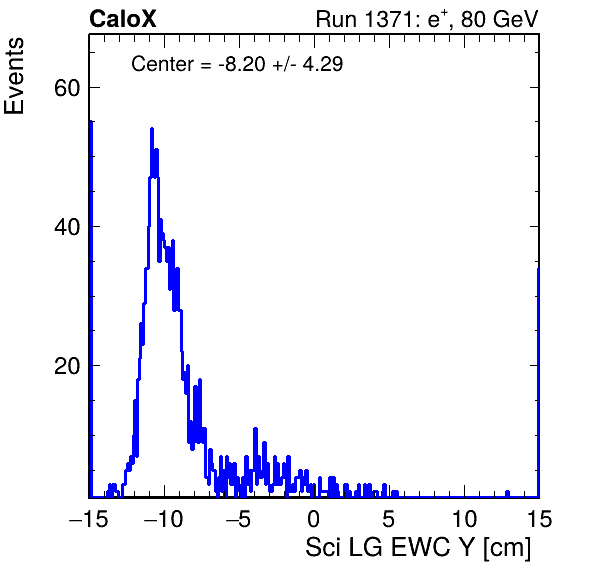 CaloX Run 1371: e+, 80 GeV
Center = -8.20 +/- 4.29
Events
60
40
20
−15 −10 −5 0 5 10 15
Sci LG EWC Y [cm]